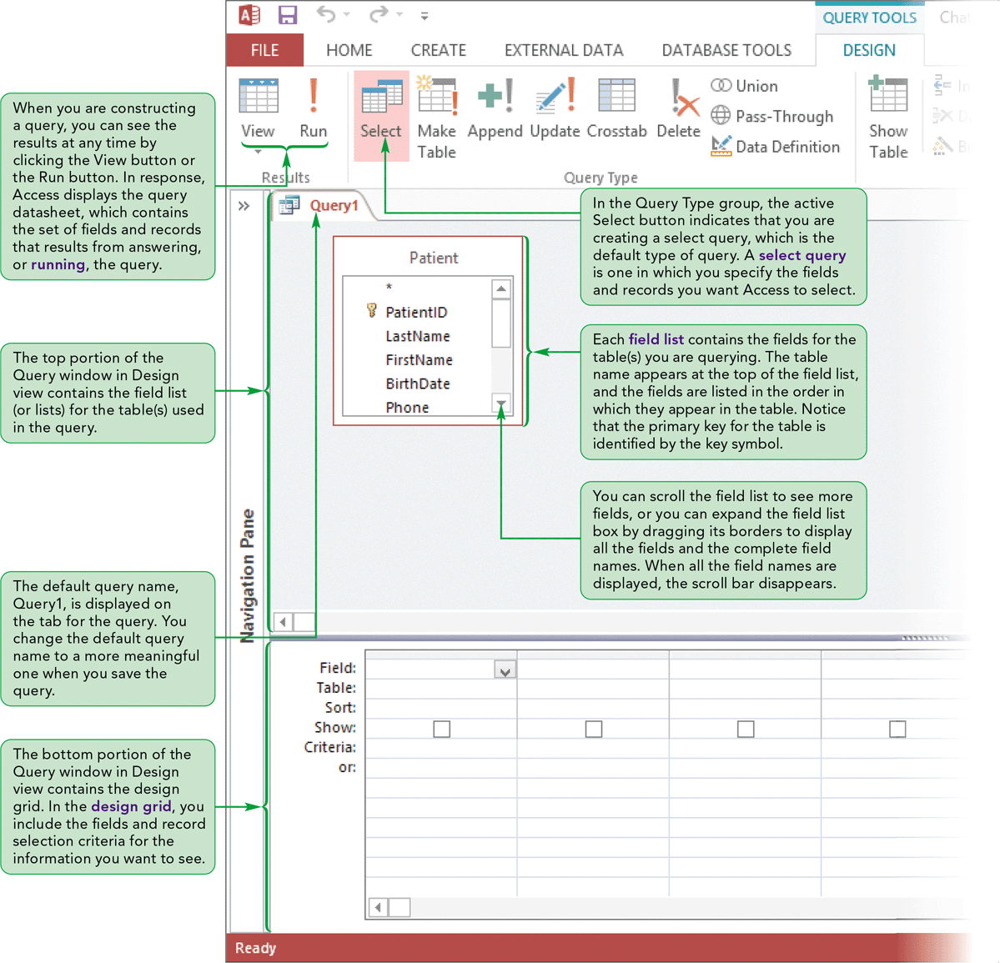 QUERY TOOLS
FILE HOME CREATE EXTERNAL DATA DATABASE TOOLS DESIGN
View Run Select Make Table Append Update Crosstab Delete
Union
Pass-Through
Data Definition
Show Table
Results
Query Type
When you are constructing
a query, you can see the
results at any time by
clicking the View button or
the Run button. In response,
Access displays the query
datasheet, which contains
the set of fields and records
that results from answering,
or running, the query.
Query1
In the Query Type group, the active
Select button indicates that you are
creating a select query, which is the
default type of query. A select query
is one in which you specify the fields
and records you want Access to select.
Patient
*
PatientID
LastName
FirstName
BirthDate
Phone
Each field list contains the fields for the
table(s) you are querying. The table
name appears at the top of the field list,
and the fields are listed in the order in
which they appear in the table. Notice
that the primary key for the table is
identified by the key symbol.
The top portion of the
Query window in Design
view contains the field list
(or lists) for the table(s) used
in the query.
You can scroll the field list to see more
fields, or you can expand the field list
box by dragging its borders to display
all the fields and the complete field
names. When all the field names are
displayed, the scroll bar disappears.
Navigation Pane
The default query name,
Query1, is displayed on
the tab for the query. You
change the default query
name to a more meaningful
one when you save the
query.
Field:
Table:
Sort:
Show:
Criteria:
or:
The bottom portion of the
Query window in Design
view contains the design
grid. In the design grid, you
include the fields and record
selection criteria for the
information you want to see.
Ready